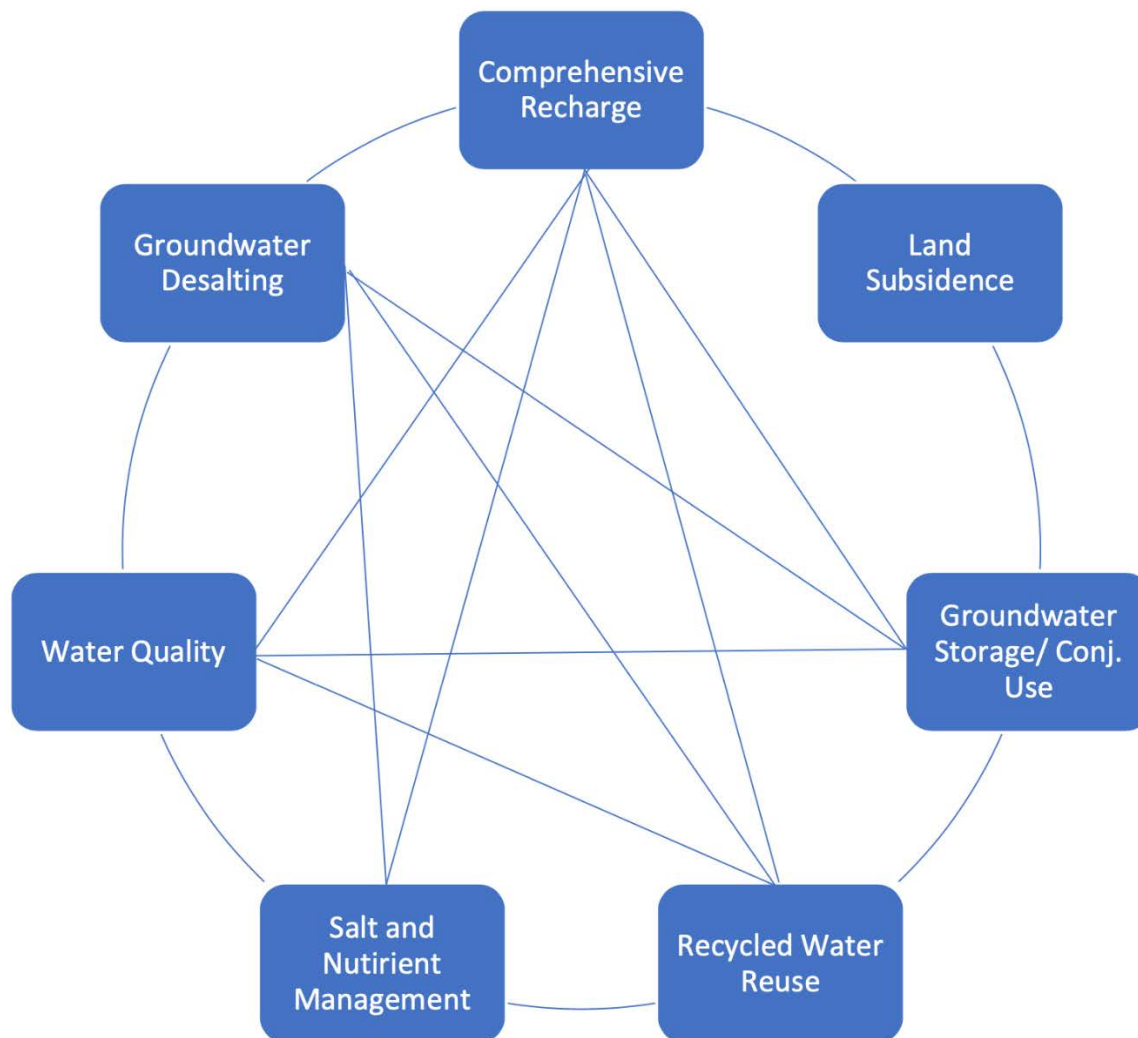 Comprehensive
Recharge
Groundwater
Desalting
Land
Subsidence
Water Quality
Groundwater
Storage/ Conj.
Use
Salt and
Nutirient
Management
Recycled Water
Reuse